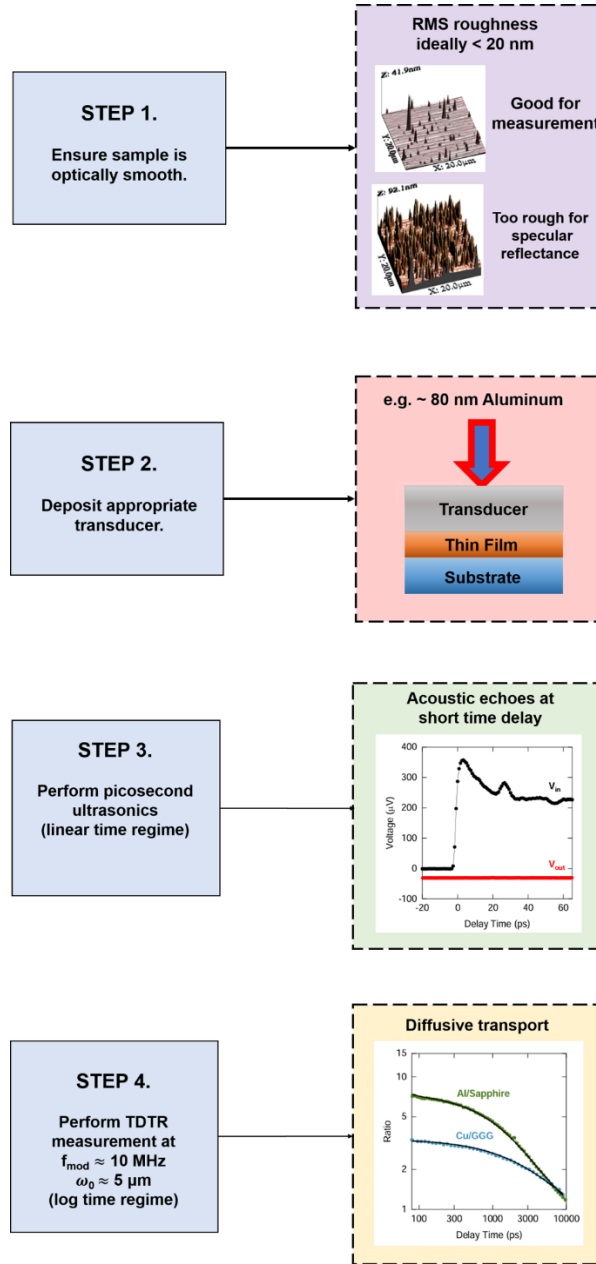 STEP 1.
Ensure sample is
optically smooth.
RMS roughness
ideally < 20 nm
Z: 41.9nm
Y: 20.0µm
X: 20.0µm
Good for
measurement
Z: 92.1nm
Y: 20.0µm
X: 20.0µm
Too rough for
specular
reflectance
STEP 2.
Deposit appropriate
transducer.
e.g. ~ 80 nm Aluminum
Transducer
Thin Film
Substrate
STEP 3.
Perform picosecond
ultrasonics
(linear time regime)
Acoustic echoes at
short time delay
Voltage (µV)
400
300
200
100
0
-100
V_in
V_out
-20 0 20 40 60
Delay Time (ps)
STEP 4.
Perform TDTR
measurement at
f_mod ≈ 10 MHz
ω_0 ≈ 5 µm
(log time regime)
Diffusive transport
Ratio
15
10
5
2
1
Al/Sapphire
Cu/GGG
100 300 1000 3000 10000
Delay Time (ps)